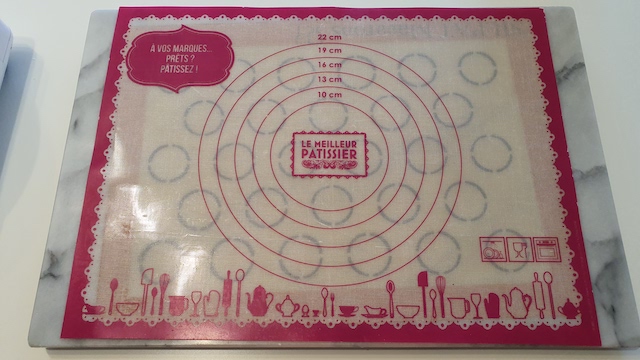 À VOS MARQUES...
PRÊTS ?
PÂTISSEZ !
22 cm
19 cm
16 cm
13 cm
10 cm
LE MEILLEUR
PATISSIER